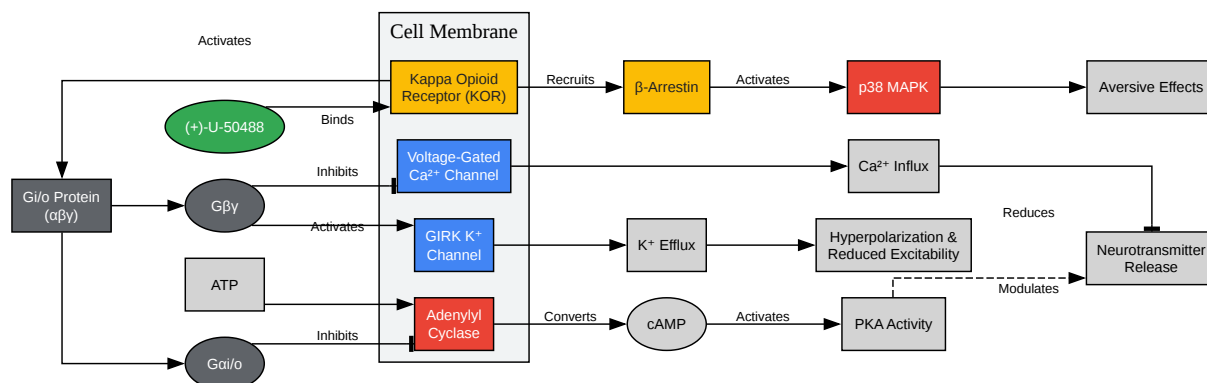 Cell Membrane
Activates
Kappa Opioid
Receptor (KOR)
Recruits
β-Arrestin
Activates
p38 MAPK
Aversive Effects
(+)-U-50488
Binds
Voltage-Gated
Ca²⁺ Channel
Ca²⁺ Influx
Inhibits
Gi/o Protein
(αβγ)
Gβγ
Activates
GIRK K⁺
Channel
K⁺ Efflux
Hyperpolarization &
Reduced Excitability
Reduces
Neurotransmitter
Release
Modulates
ATP
Adenylyl
Cyclase
Converts
cAMP
Activates
PKA Activity
Inhibits
Gαi/o